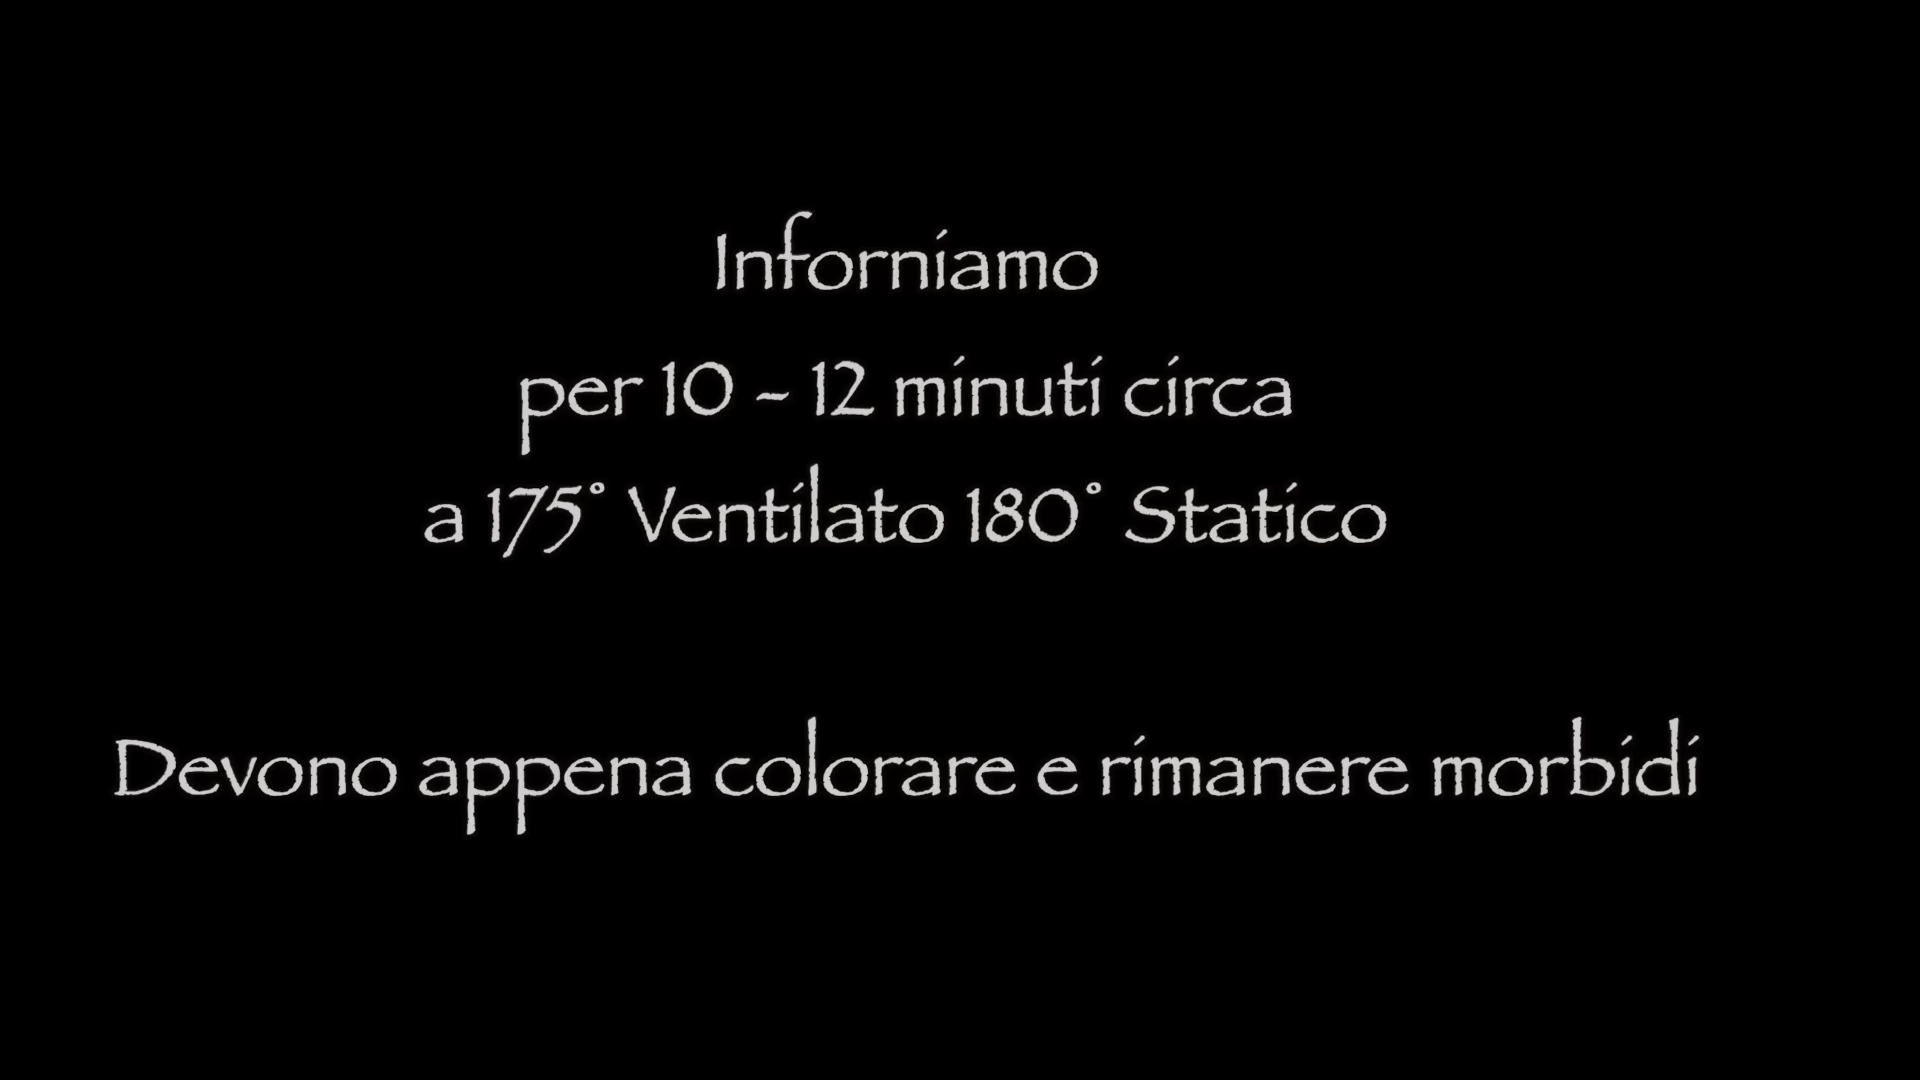 Inforniamo
per 10 - 12 minuti circa
a 175° Ventilato 180° Statico
Devono appena colorare e rimanere morbidi